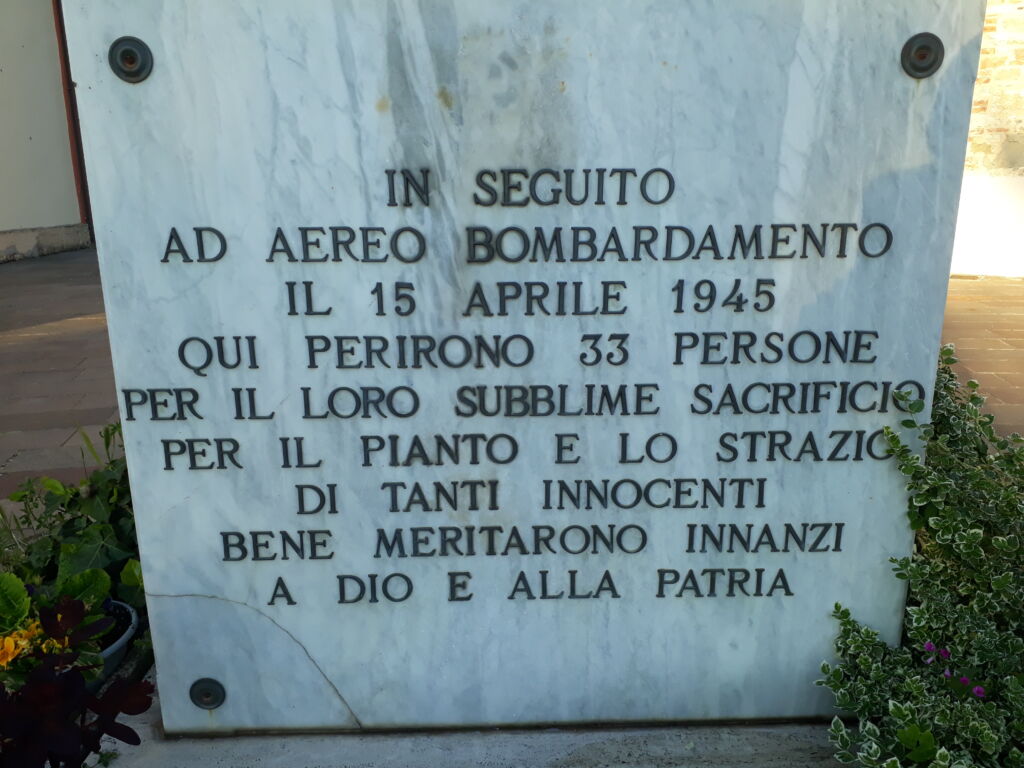 IN SEGUITO
AD AEREO BOMBARDAMENTO
IL 15 APRILE 1945
QUI PERIRONO 33 PERSONE
PER IL LORO SUBBLIME SACRIFICIO
PER IL PIANTO E LO STRAZIO
DI TANTI INNOCENTI
BENE MERITARONO INNANZI
A DIO E ALLA PATRIA